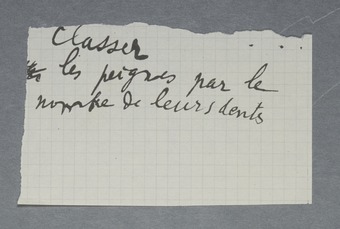 Classer ...
les peignes par le
nombre de leurs dents